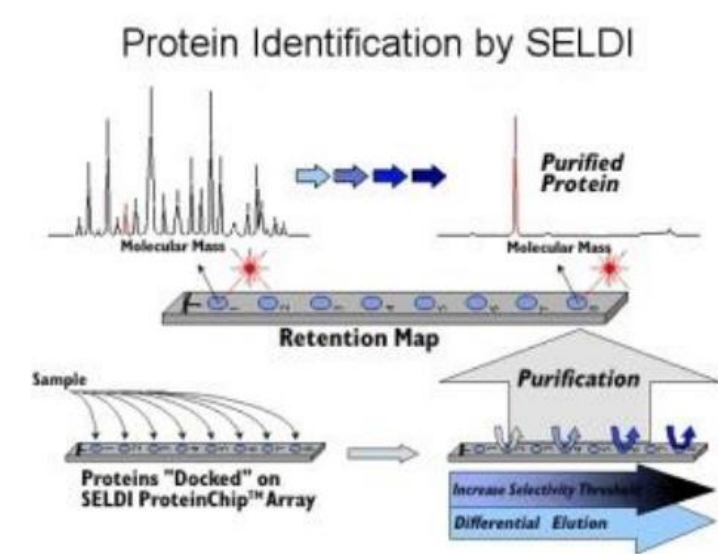 Protein Identification by SELDI
Purified
Protein
Molecular Mass
Molecular Mass
Retention Map
Sample
Purification
Proteins "Docked" on
SELDI ProteinChip™ Array
Increase Selectivity Threshold
Differential Elution